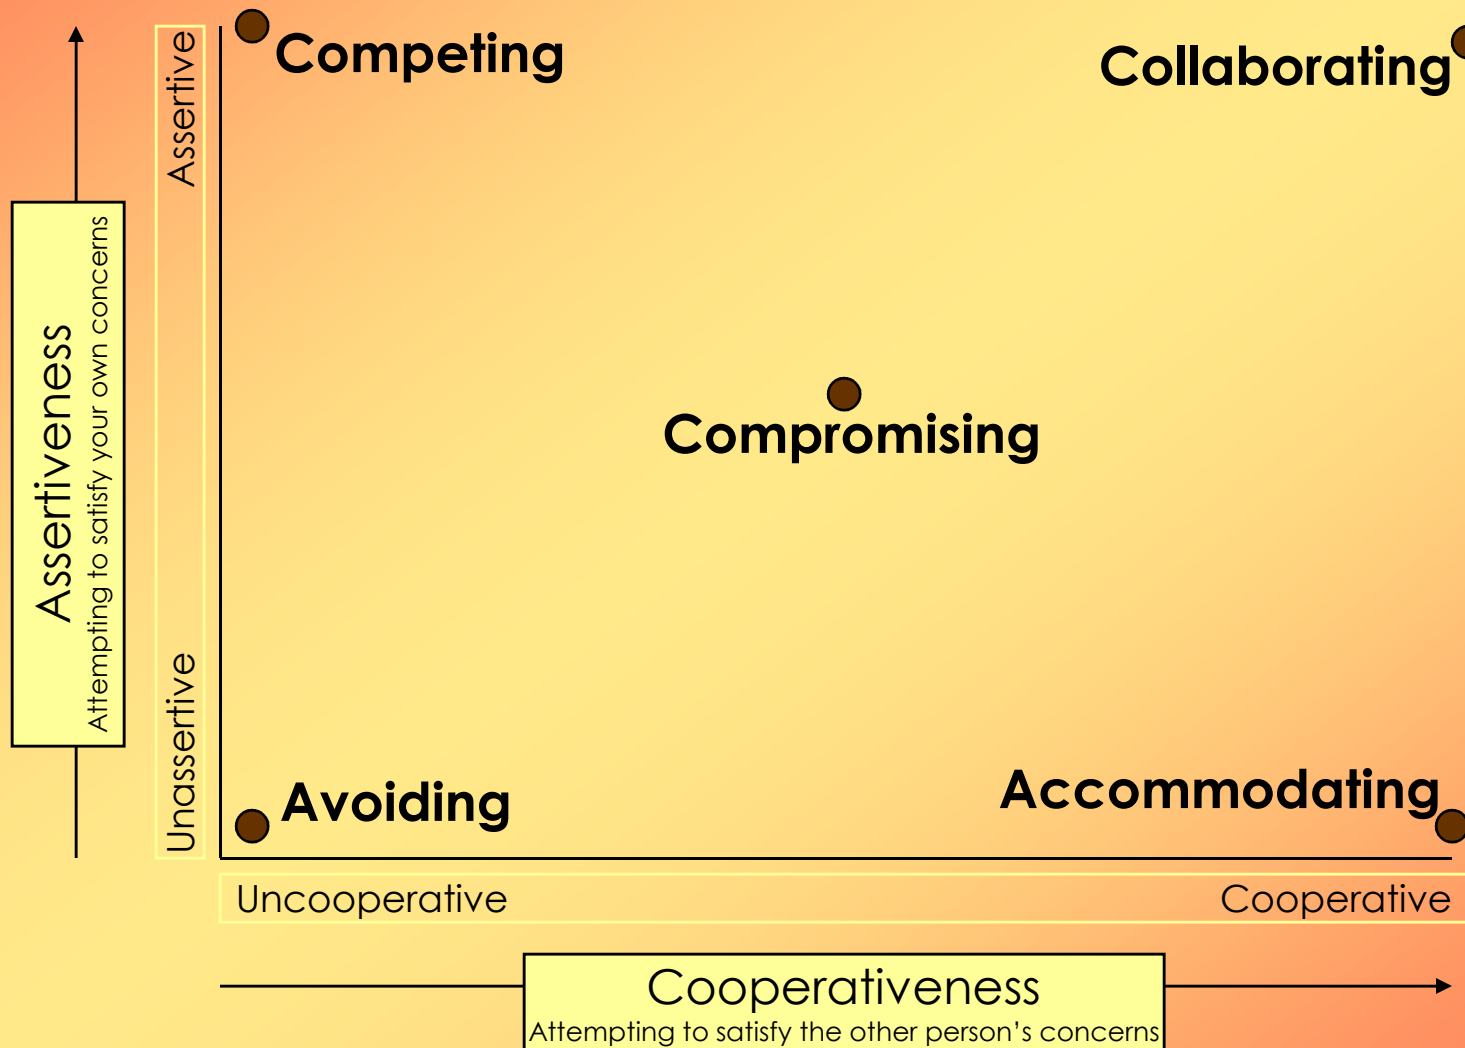 Competing
Collaborating
Assertive
Assertiveness
Attempting to satisfy your own concerns
Compromising
Unassertive
Avoiding
Accommodating
Uncooperative
Cooperative
Cooperativeness
Attempting to satisfy the other person’s concerns